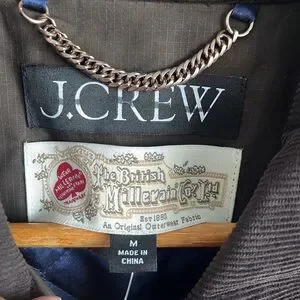 J.CREW
The British
Millerain Co. Ltd
Est 1880
An Original Outerwear Fabric
M
MADE IN
CHINA